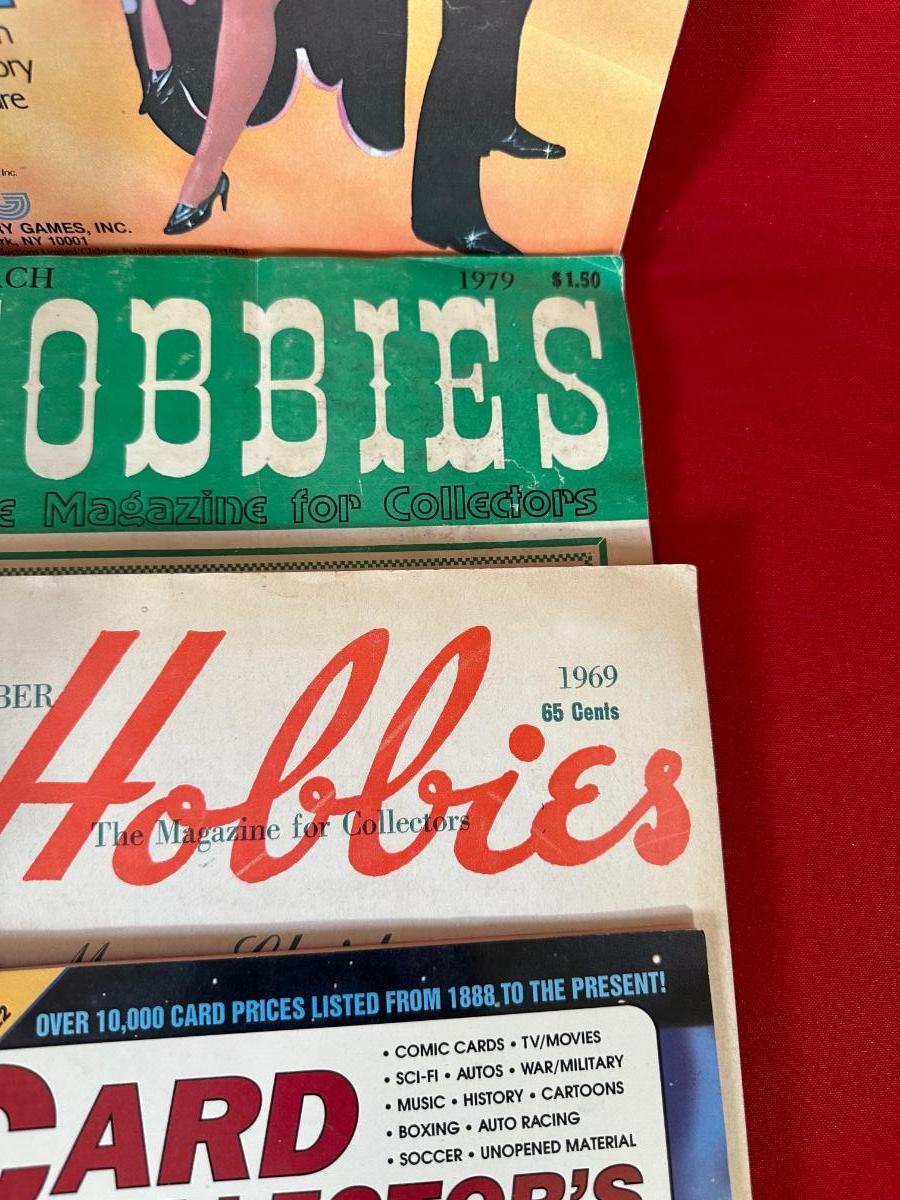 Inc.
GAMES, INC.
NY 10001
1979 $1.50
HOBBIES
Magazine for Collectors
1969
65 Cents
Hobbies
The Magazine for Collectors
OVER 10,000 CARD PRICES LISTED FROM 1888 TO THE PRESENT!
• COMIC CARDS • TV/MOVIES
• SCI-FI • AUTOS • WAR/MILITARY
• MUSIC • HISTORY • CARTOONS
• BOXING • AUTO RACING
• SOCCER • UNOPENED MATERIAL
CARD